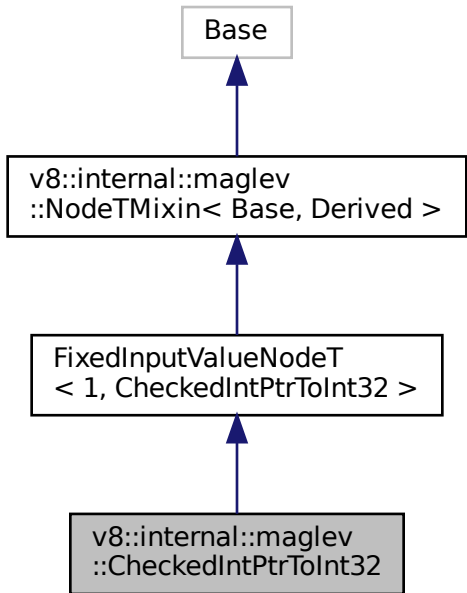 Base
v8::internal::maglev
::NodeTMixin< Base, Derived >
FixedInputValueNodeT
< 1, CheckedIntPtrToInt32 >
v8::internal::maglev
::CheckedIntPtrToInt32